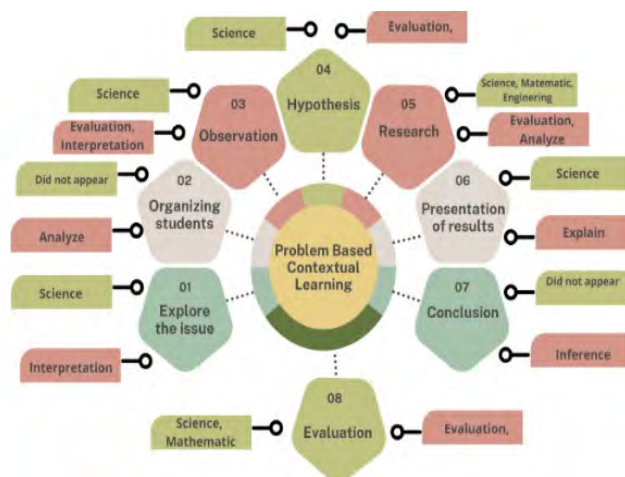 Science
Evaluation,
04
Hypothesis
Science
Evaluation,
Interpretation
03
Observation
05
Research
Science, Matematic,
Enginering
Evaluation,
Analyze
Did not appear
Analyze
02
Organizing
students
06
Presentation
of results
Science
Explain
Problem Based
Contextual
Learning
Science
Interpretation
01
Explore
the issue
07
Conclusion
Did not appear
Inference
Science,
Mathematic
08
Evaluation
Evaluation,